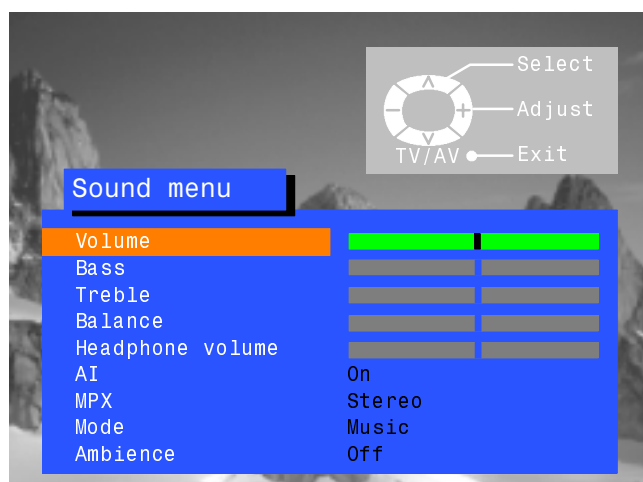 Select
Adjust
TV/AV Exit
Sound menu
Volume
Bass
Treble
Balance
Headphone volume
AI On
MPX Stereo
Mode Music
Ambience Off